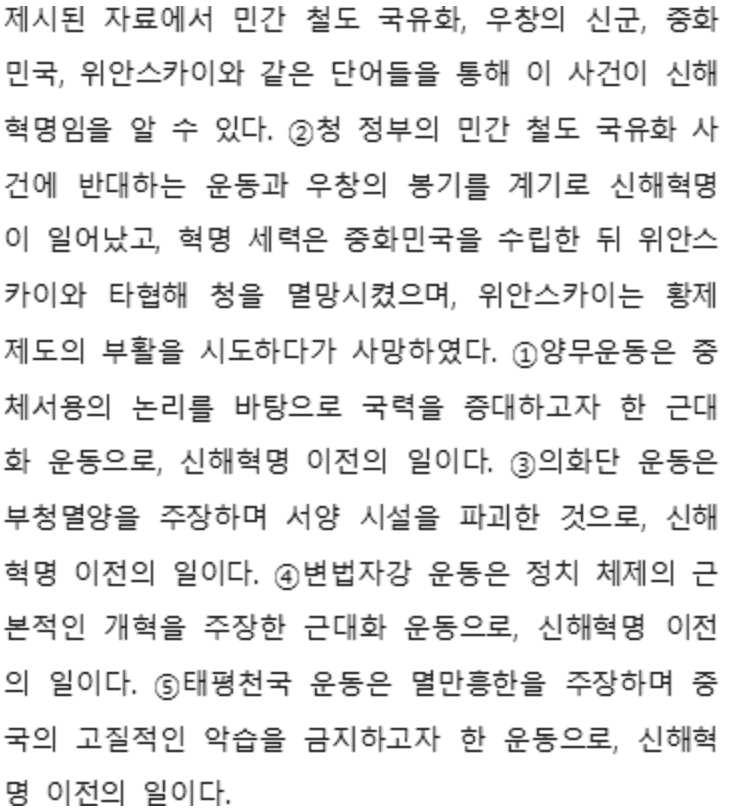 제시된 자료에서 민간 철도 국유화, 우창의 신군, 중화
민국, 위안스카이와 같은 단어들을 통해 이 사건이 신해
혁명임을 알 수 있다. ②청 정부의 민간 철도 국유화 사
건에 반대하는 운동과 우창의 봉기를 계기로 신해혁명
이 일어났고, 혁명 세력은 중화민국을 수립한 뒤 위안스
카이와 타협해 청을 멸망시켰으며, 위안스카이는 황제
제도의 부활을 시도하다가 사망하였다. ①양무운동은 중
체서용의 논리를 바탕으로 국력을 증대하고자 한 근대
화 운동으로, 신해혁명 이전의 일이다. ③의화단 운동은
부청멸양을 주장하며 서양 시설을 파괴한 것으로, 신해
혁명 이전의 일이다. ④변법자강 운동은 정치 체제의 근
본적인 개혁을 주장한 근대화 운동으로, 신해혁명 이전
의 일이다. ⑤태평천국 운동은 멸만흥한을 주장하며 중
국의 고질적인 악습을 금지하고자 한 운동으로, 신해혁
명 이전의 일이다.